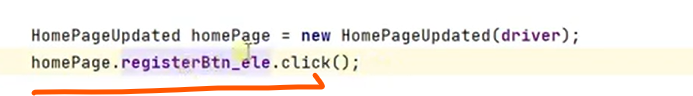 HomePageUpdated homePage = new HomePageUpdated(driver);
homePage.registerBtn_ele.click();